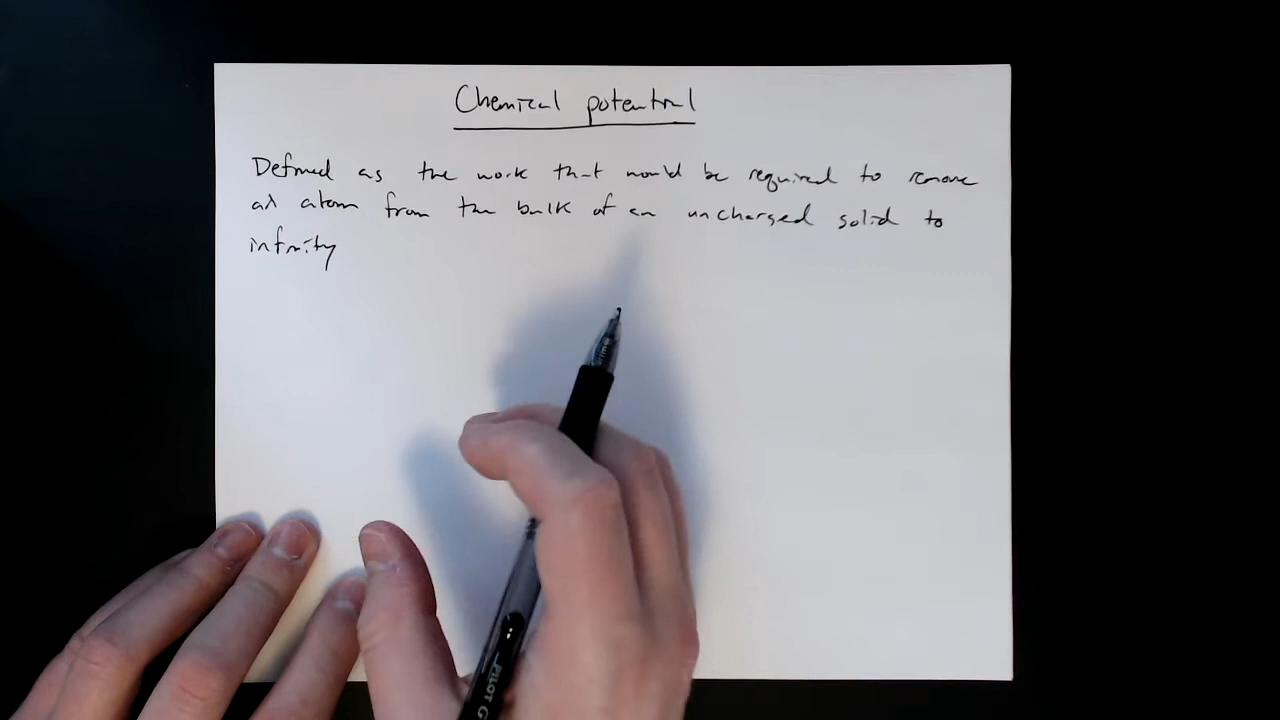 Chemical potential
Defined as the work that would be required to remove
an atom from the bulk of an uncharged solid to
infinity
PILOT G